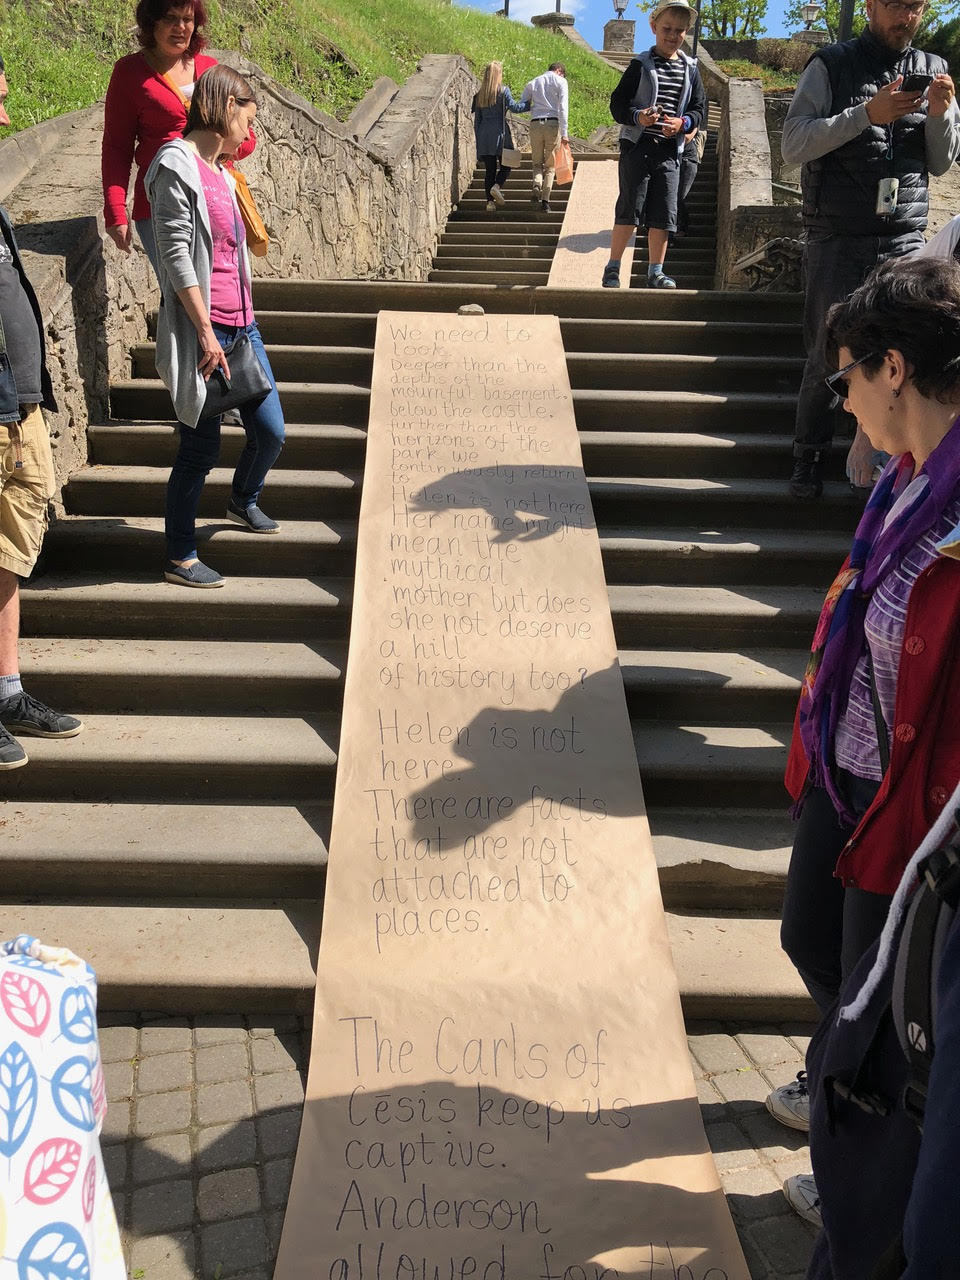 We need to
look
Deeper than the
depths of the
mournful basement,
below the castle,
further than the
horizons of the
park we
continuously return
to
Helen is not here
Her name might
mean the
mythical
mother but does
she not deserve
a hill
of history too?
Helen is not
here.
There are facts
that are not
attached to
places.
The Carls of
Cēsis keep us
captive.
Anderson
allowed for the